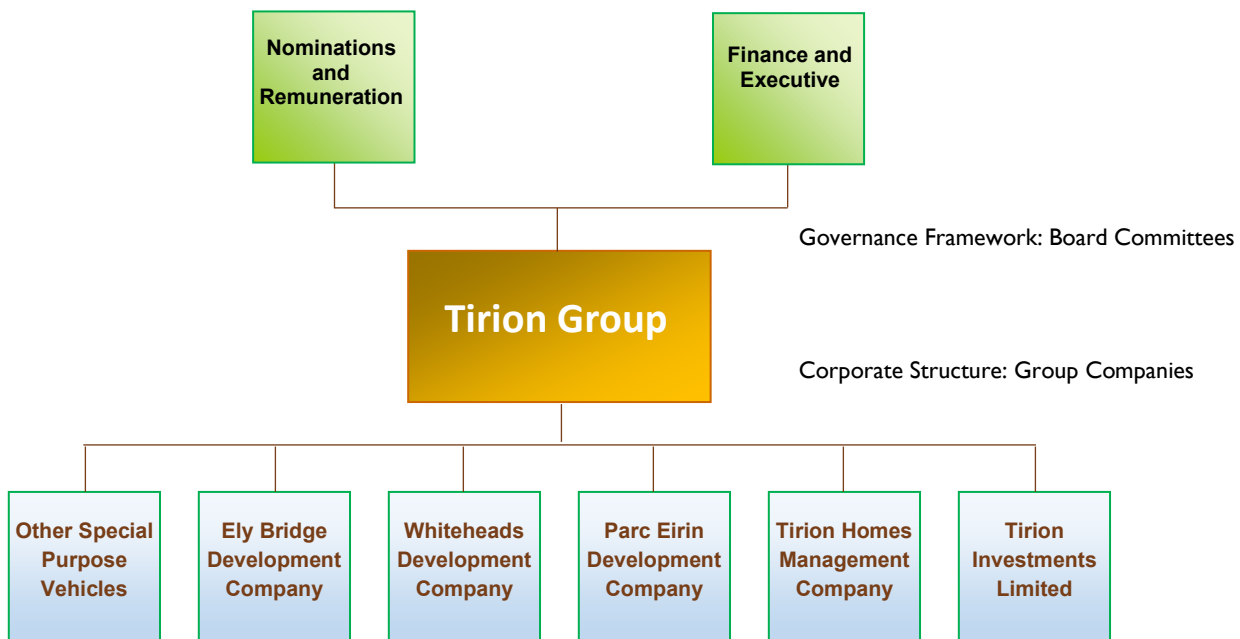 Nominations
and
Remuneration
Finance and
Executive
Governance Framework: Board Committees
Tirion Group
Corporate Structure: Group Companies
Other Special
Purpose
Vehicles
Ely Bridge
Development
Company
Whiteheads
Development
Company
Parc Eirin
Development
Company
Tirion Homes
Management
Company
Tirion
Investments
Limited